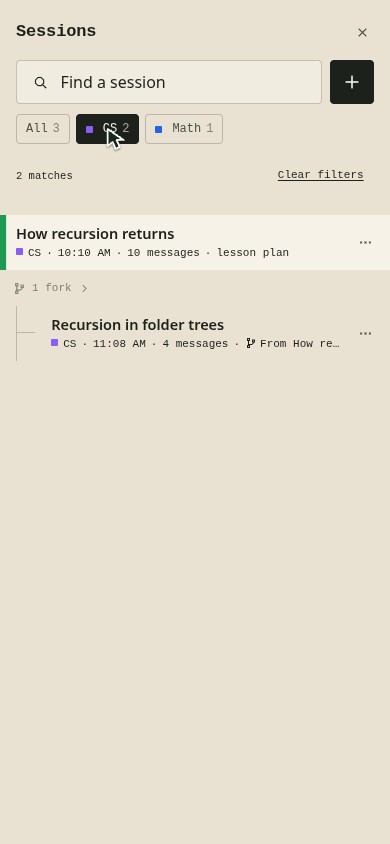 Sessions
Find a session
All 3
CS 2
Math 1
2 matches
Clear filters
How recursion returns
CS · 10:10 AM · 10 messages · lesson plan
1 fork
Recursion in folder trees
CS · 11:08 AM · 4 messages · From How re…